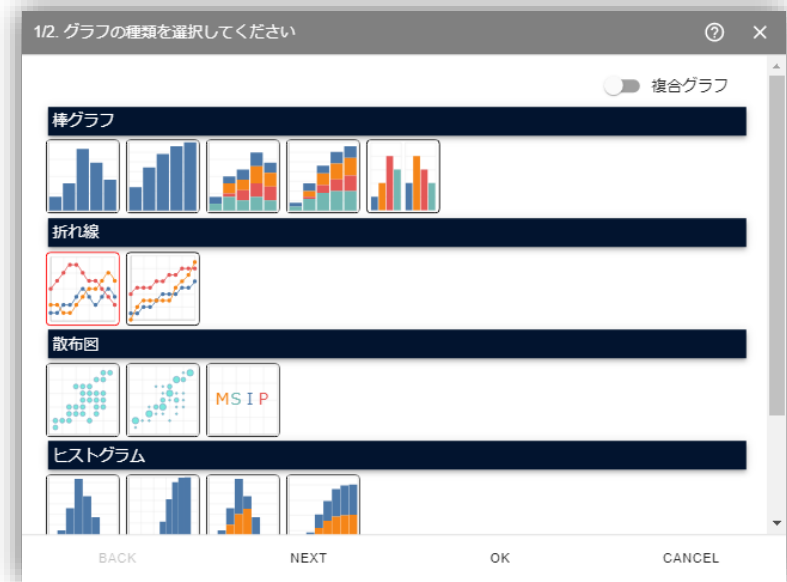 1/2. グラフの種類を選択してください
複合グラフ
棒グラフ
折れ線
散布図
MSIP
ヒストグラム
BACK NEXT OK CANCEL